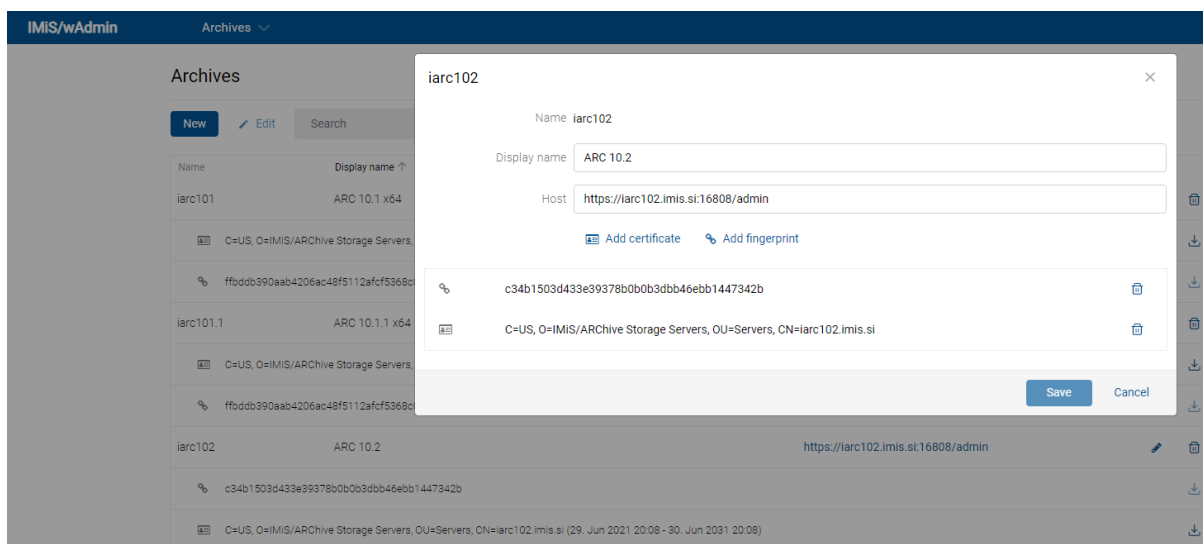 IMiS/wAdmin Archives
Archives
New Edit Search
Name Display name ↑
iarc101 ARC 10.1 x64
C=US, O=IMiS/ARChive Storage Servers,
ffbddb390aab4206ac48f5112afcf5368c
iarc101.1 ARC 10.1.1 x64
C=US, O=IMiS/ARChive Storage Servers,
ffbddb390aab4206ac48f5112afcf5368c
iarc102 ARC 10.2 https://iarc102.imis.si:16808/admin
c34b1503d433e39378b0b0b3dbb46ebb1447342b
C=US, O=IMiS/ARChive Storage Servers, OU=Servers, CN=iarc102.imis.si (29. Jun 2021 20:08 - 30. Jun 2031 20:08)
iarc102
Name iarc102
Display name ARC 10.2
Host https://iarc102.imis.si:16808/admin
Add certificate Add fingerprint
c34b1503d433e39378b0b0b3dbb46ebb1447342b
C=US, O=IMiS/ARChive Storage Servers, OU=Servers, CN=iarc102.imis.si
Save Cancel